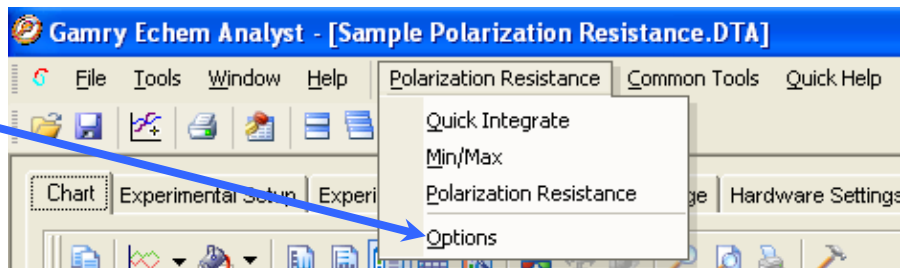 Gamry Echem Analyst - [Sample Polarization Resistance.DTA]
File Tools Window Help Polarization Resistance Common Tools Quick Help
Quick Integrate
Min/Max
Polarization Resistance
Options
Chart Experimental Setup Hardware Settings